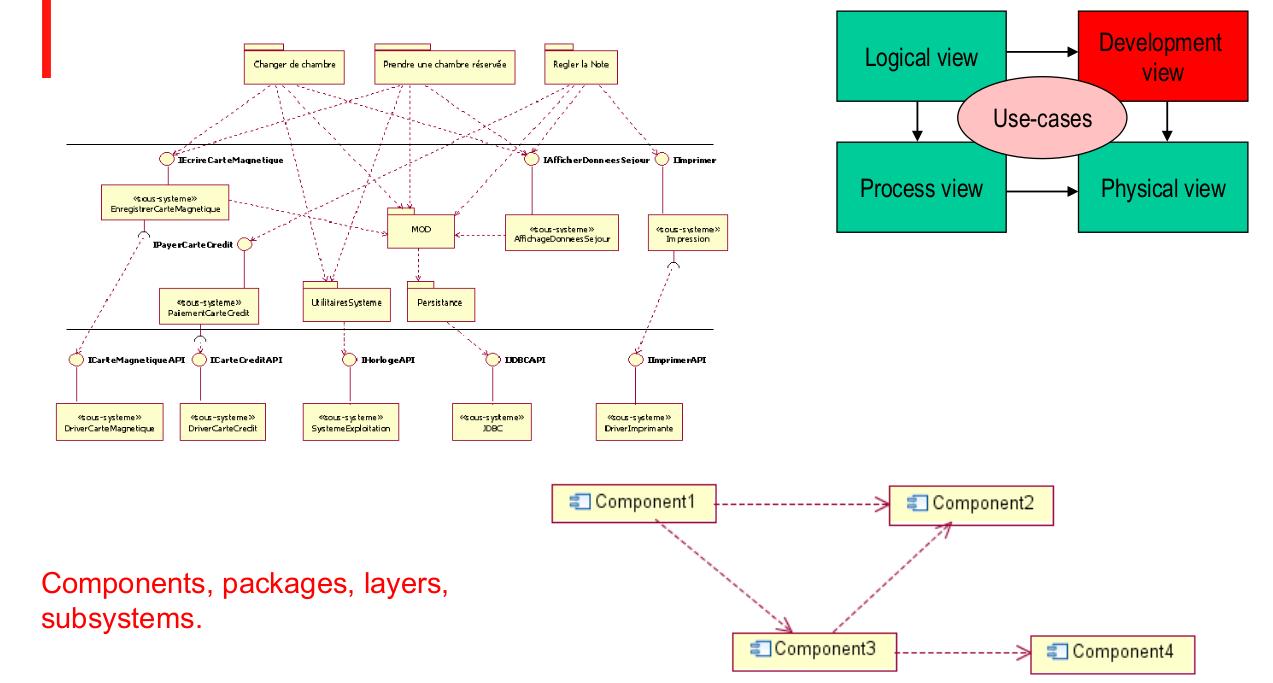 Changer de chambre
Prendre une chambre réservée
Regler la Note
IEcrireCarteMagnetique
IAfficherDonneesSejour
IImprimer
«sous-systeme»
EnregistrerCarteMagnetique
IPayerCarteCredit
MOD
«sous-systeme»
AffichageDonneesSejour
«sous-systeme»
Impression
«sous-systeme»
PaiementCarteCredit
UtilitairesSysteme
Persistance
ICarteMagnetiqueAPI
ICarteCreditAPI
IHorlogeAPI
IJDBCAPI
IImprimerAPI
«sous-systeme»
DriverCarteMagnetique
«sous-systeme»
DriverCarteCredit
«sous-systeme»
SystemeExploitation
«sous-systeme»
JDBC
«sous-systeme»
IDriverImprimante
Logical view
Development
view
Use-cases
Process view
Physical view
Component1
Component2
Component3
Component4
Components, packages, layers,
subsystems.